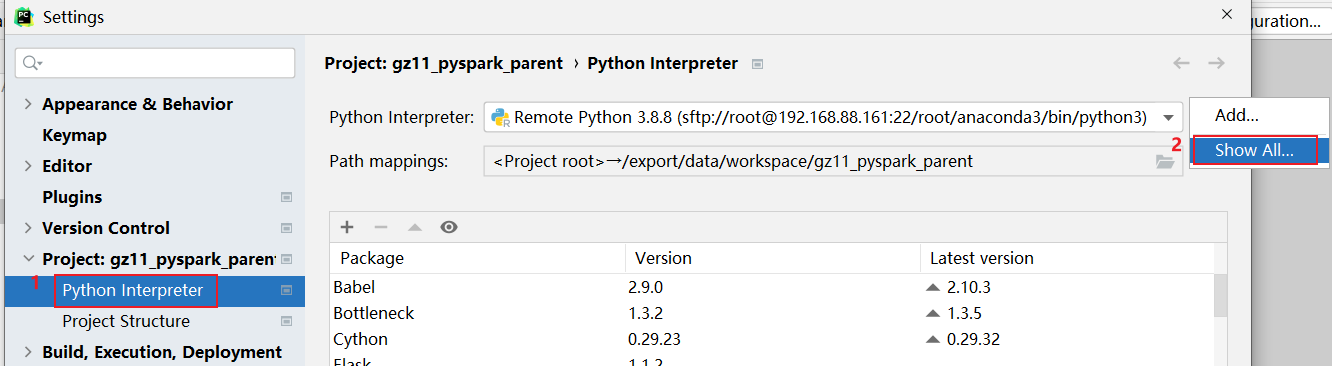 Settings
guration...
Project: gz11_pyspark_parent › Python Interpreter
Appearance & Behavior
Keymap
Editor
Plugins
Version Control
Project: gz11_pyspark_paren
1 Python Interpreter
Project Structure
Build, Execution, Deployment
Python Interpreter: Remote Python 3.8.8 (sftp://root@192.168.88.161:22/root/anaconda3/bin/python3)
Path mappings: <Project root>→/export/data/workspace/gz11_pyspark_parent
Add...
2 Show All...
Package Version Latest version
Babel 2.9.0 2.10.3
Bottleneck 1.3.2 1.3.5
Cython 0.29.23 0.29.32
Flask 1.1.2